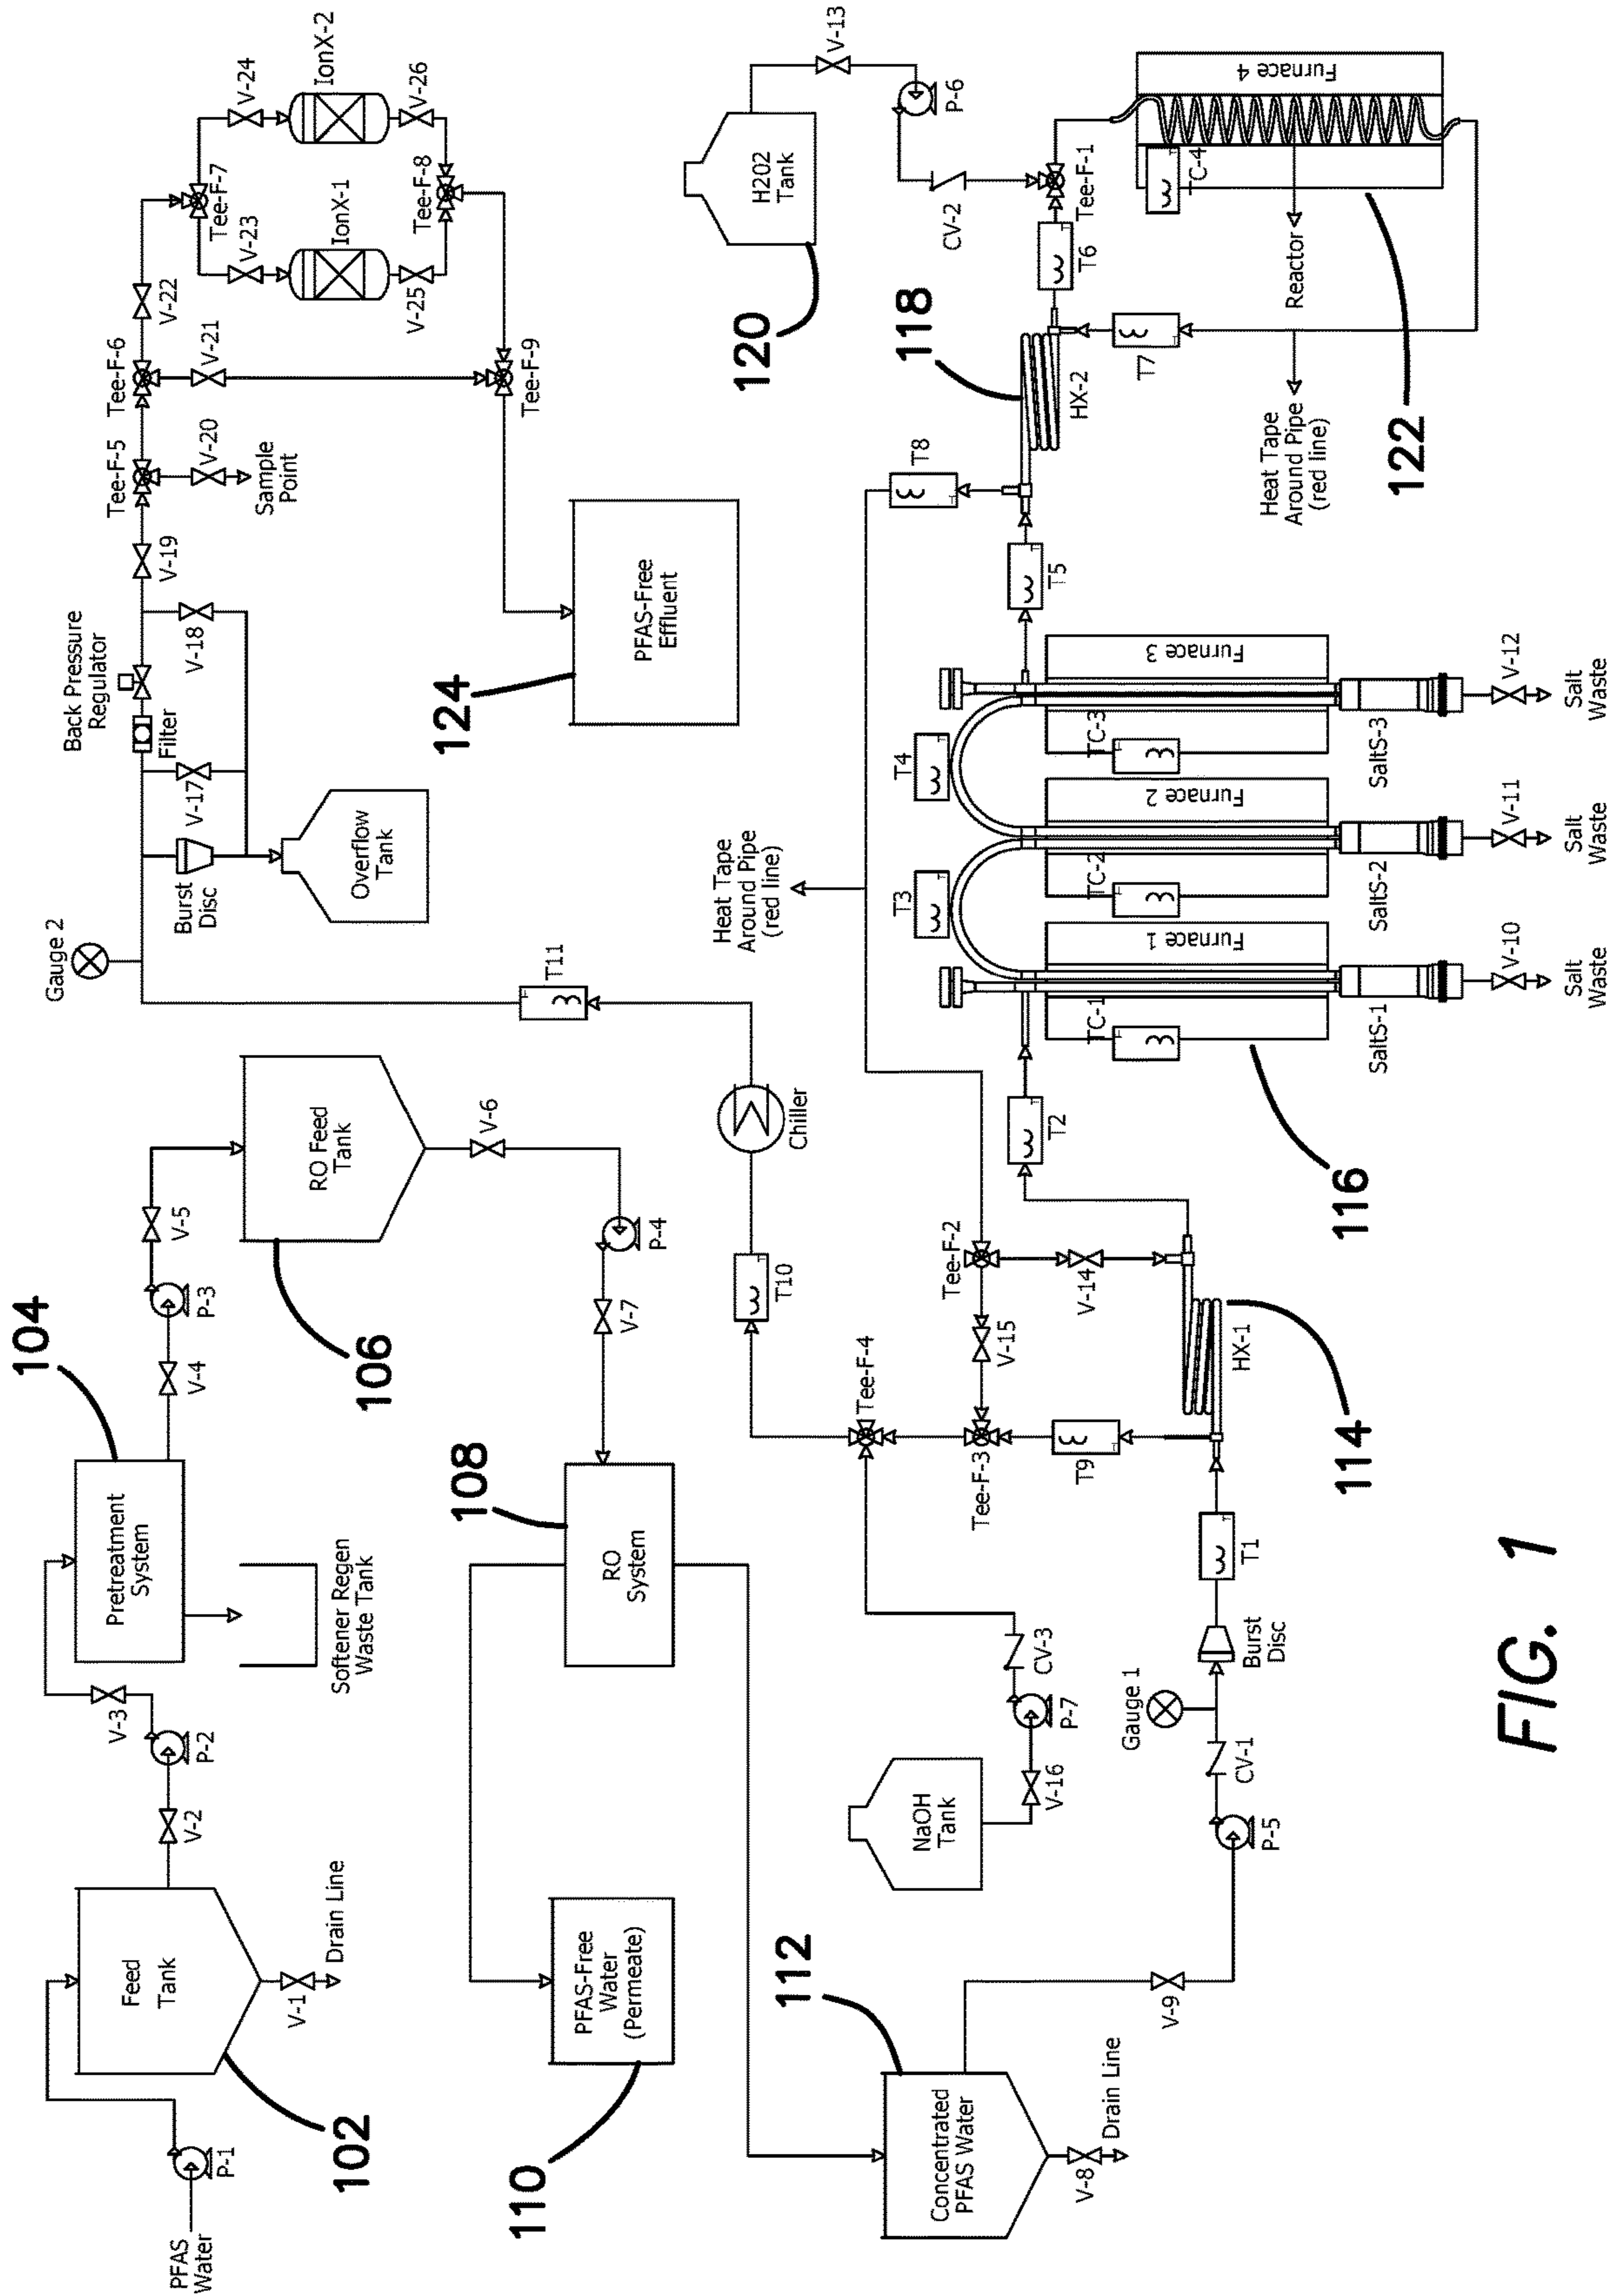 PFAS
Water
P-1
102
Feed
Tank
V-1
Drain Line
V-2
P-2
V-3
104
Pretreatment
System
Softener Regen
Waste Tank
V-4
P-3
V-5
106
RO Feed
Tank
V-6
P-4
V-7
108
RO
System
110
PFAS-Free
Water
(Permeate)
112
Concentrated
PFAS Water
V-8
Drain Line
V-9
P-5
CV-1
Gauge 1
Burst
Disc
T1
114
HX-1
NaOH
Tank
V-16
P-7
CV-3
T9
Tee-F-3
Tee-F-4
V-15
Tee-F-2
V-14
T10
Chiller
T11
T2
116
TC-1
Furnace 1
SaltS-1
V-10
Salt
Waste
T3
TC-2
Furnace 2
SaltS-2
V-11
Salt
Waste
T4
TC-3
Furnace 3
SaltS-3
V-12
Salt
Waste
Heat Tape
Around Pipe
(red line)
T5
T8
118
HX-2
T6
T7
Tee-F-1
CV-2
120
H2O2
Tank
V-13
P-6
122
TC-4
Furnace 4
Reactor
Heat Tape
Around Pipe
(red line)
Gauge 2
Burst
Disc
Overflow
Tank
V-17
Filter
Back Pressure
Regulator
V-18
V-19
Tee-F-5
V-20
Sample
Point
Tee-F-6
V-21
V-22
Tee-F-7
V-23
IonX-1
V-25
V-24
IonX-2
V-26
Tee-F-8
Tee-F-9
124
PFAS-Free
Effluent
FIG. 1